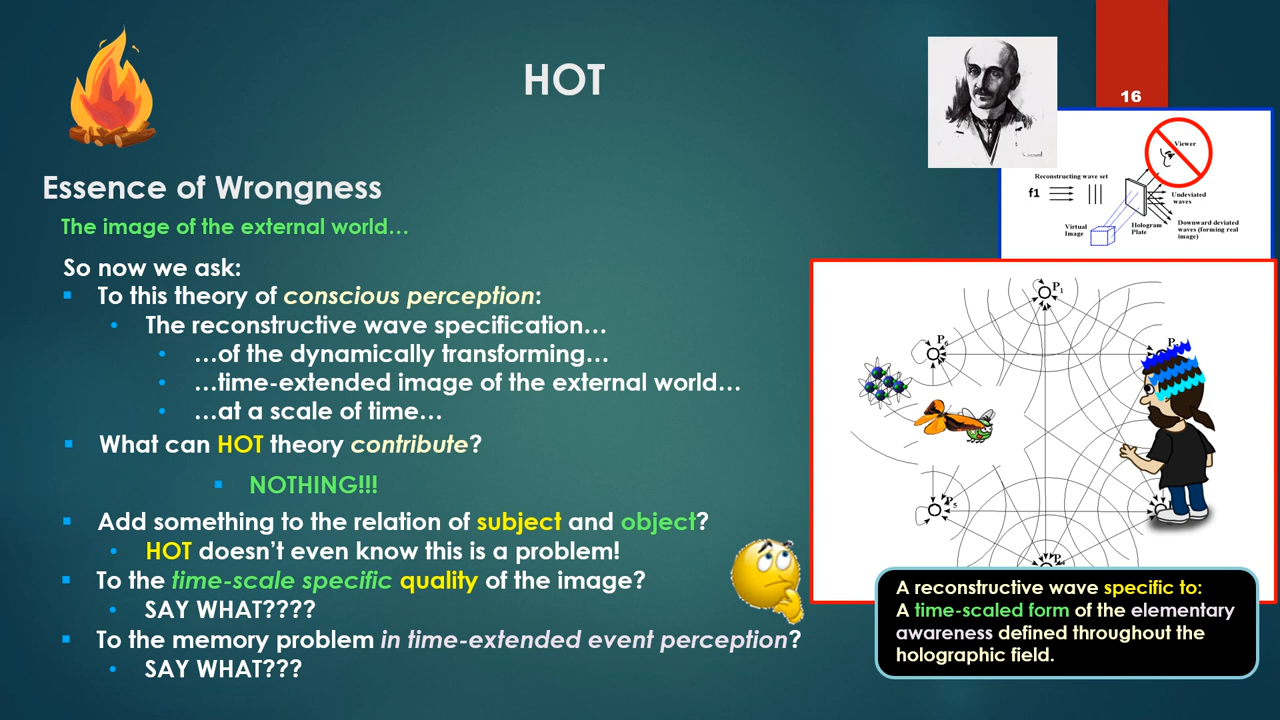 HOT
16
Essence of Wrongness
The image of the external world…
So now we ask:
To this theory of conscious perception:
The reconstructive wave specification…
…of the dynamically transforming…
…time-extended image of the external world…
…at a scale of time…
What can HOT theory contribute?
NOTHING!!!
Add something to the relation of subject and object?
HOT doesn’t even know this is a problem!
To the time-scale specific quality of the image?
SAY WHAT????
To the memory problem in time-extended event perception?
SAY WHAT???
Viewer
Reconstructing wave set
f1
Undeviated
waves
Virtual
Image
Hologram
Plate
Downward deviated
waves (forming real
image)
P1
P6
P5
A reconstructive wave specific to:
A time-scaled form of the elementary
awareness defined throughout the
holographic field.